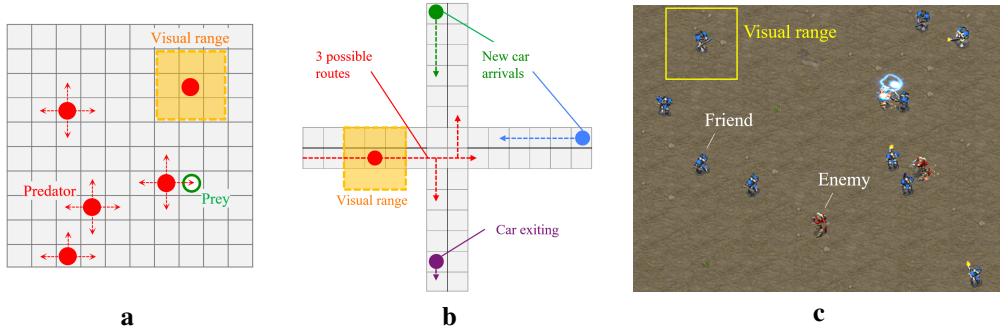 Visual range
Predator
Prey
a
3 possible
routes
New car
arrivals
Visual range
Car exiting
b
Visual range
Friend
Enemy
c